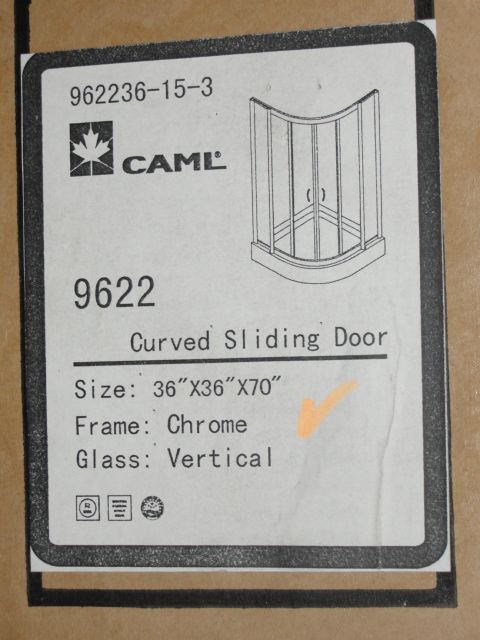 962236-15-3
CAML®
9622
Curved Sliding Door
Size: 36"X36"X70"
Frame: Chrome
Glass: Vertical